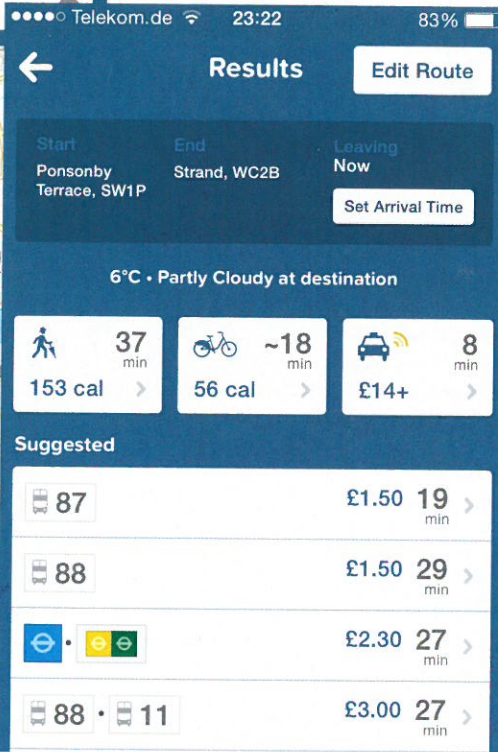 Telekom.de 23:22 83%
Results
Edit Route
Start End Leaving
Ponsonby Terrace, SW1P
Strand, WC2B
Now
Set Arrival Time
6°C • Partly Cloudy at destination
37 min
153 cal
~18 min
56 cal
8 min
£14+
Suggested
87 £1.50 19 min
88 £1.50 29 min
£2.30 27 min
88 • 11 £3.00 27 min